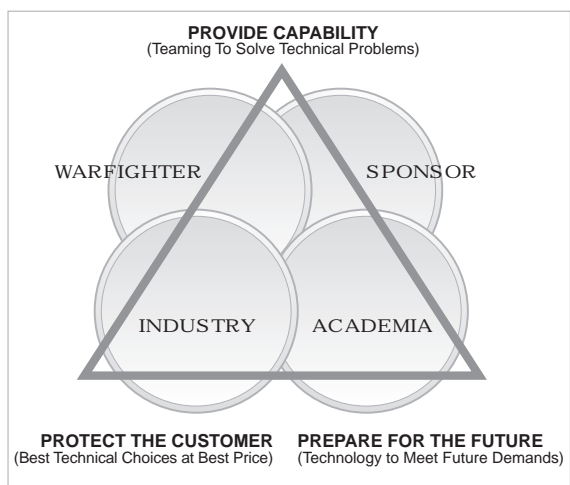 PROVIDE CAPABILITY
(Teaming To Solve Technical Problems)
WARFIGHTER
SPONSOR
INDUSTRY
ACADEMIA
PROTECT THE CUSTOMER
(Best Technical Choices at Best Price)
PREPARE FOR THE FUTURE
(Technology to Meet Future Demands)